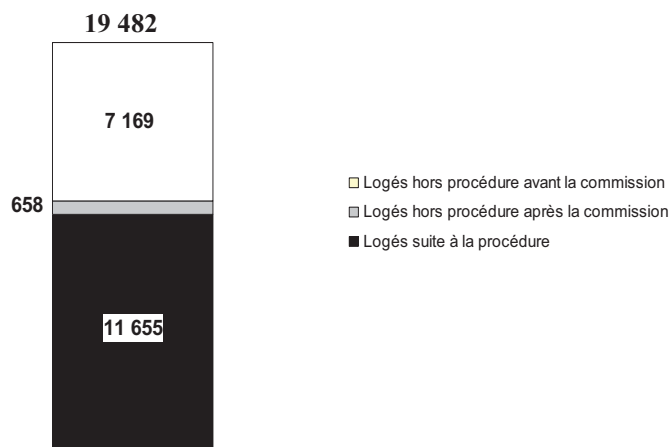 19 482
7 169
658
11 655
Logés hors procédure avant la commission
Logés hors procédure après la commission
Logés suite à la procédure